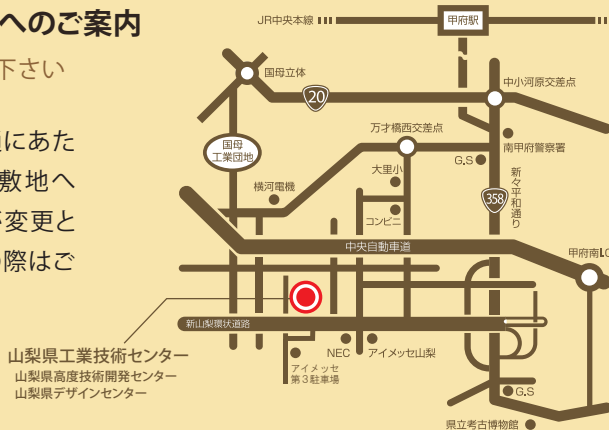 へのご案内
下さい
にあた
敷地へ
変更と
際はご
JR中央本線
甲府駅
国母立体
20
中小河原交差点
万才橋西交差点
国母
工業団地
南甲府警察署
G.S
大里小
新々平和通り
横河電機
358
コンビニ
中央自動車道
甲府南I.C
新山梨環状道路
山梨県工業技術センター
山梨県高度技術開発センター
山梨県デザインセンター
NEC
アイメッセ山梨
アイメッセ
第3駐車場
G.S
県立考古博物館